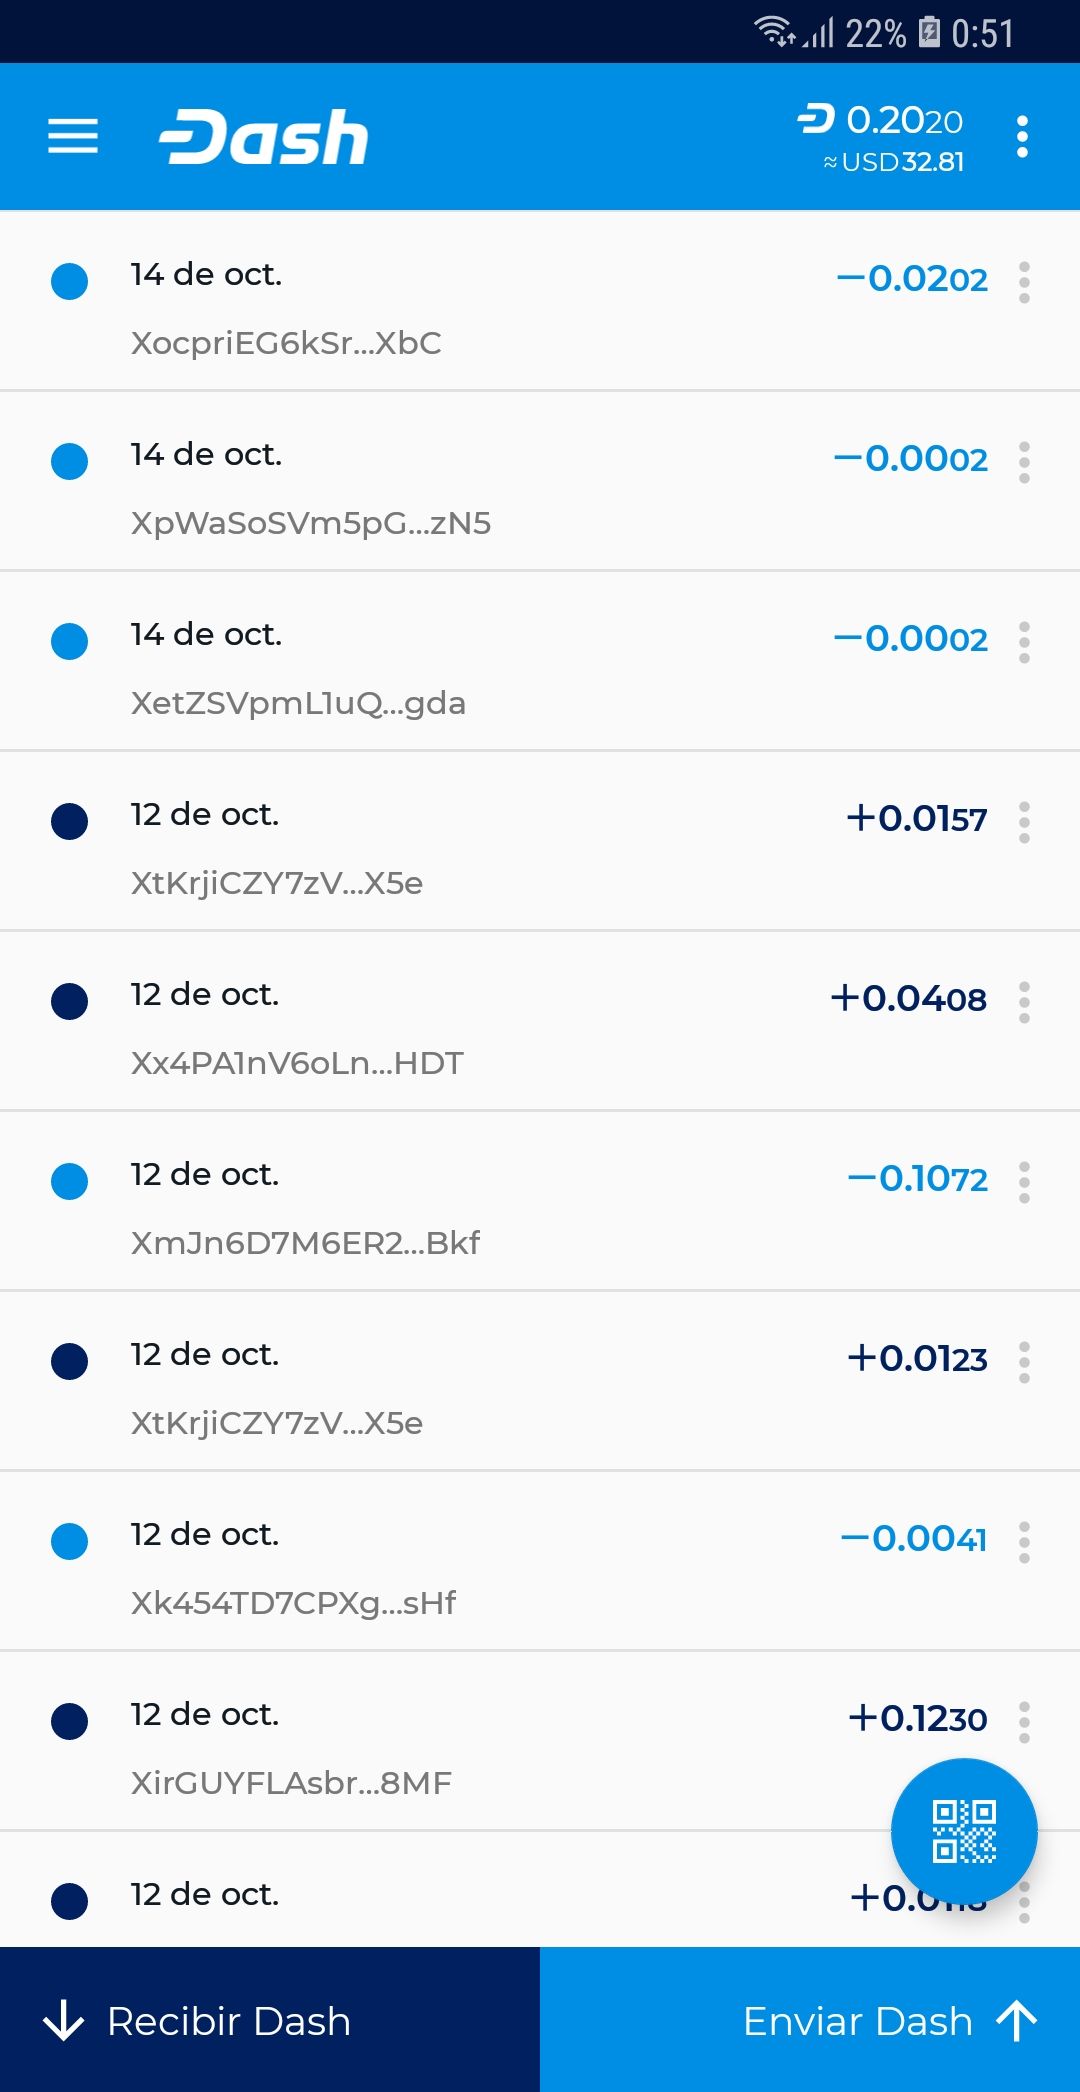 22% 0:51
Dash 0.2020
≈USD 32.81
14 de oct. −0.0202
XocpriEG6kSr...XbC
14 de oct. −0.0002
XpWaSoSVm5pG...zN5
14 de oct. −0.0002
XetZSVpmL1uQ...gda
12 de oct. +0.0157
XtKrjiCZY7zV...X5e
12 de oct. +0.0408
Xx4PA1nV6oLn...HDT
12 de oct. −0.1072
XmJn6D7M6ER2...Bkf
12 de oct. +0.0123
XtKrjiCZY7zV...X5e
12 de oct. −0.0041
Xk454TD7CPXg...sHf
12 de oct. +0.1230
XirGUYFLAsbr...8MF
12 de oct.
Recibir Dash Enviar Dash